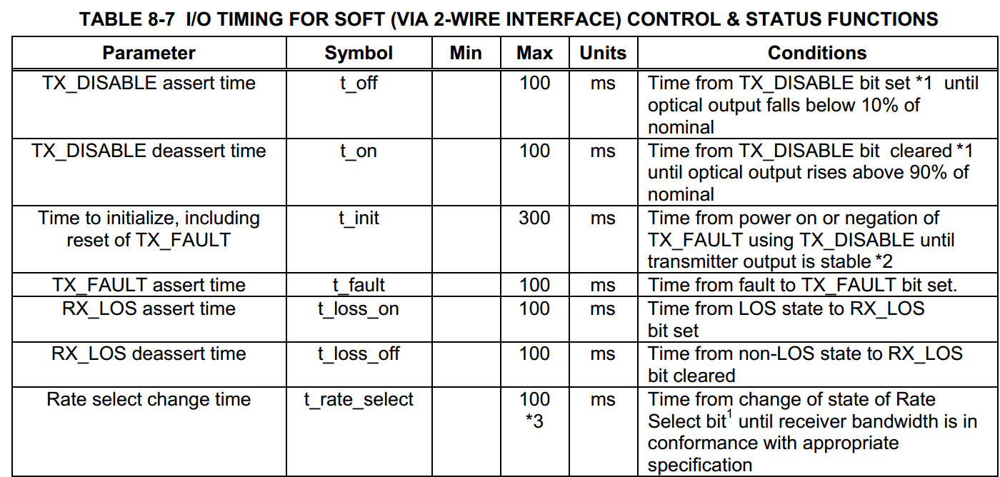 TABLE 8-7 I/O TIMING FOR SOFT (VIA 2-WIRE INTERFACE) CONTROL & STATUS FUNCTIONS
Parameter Symbol Min Max Units Conditions
TX_DISABLE assert time t_off 100 ms Time from TX_DISABLE bit set *1 until
optical output falls below 10% of
nominal
TX_DISABLE deassert time t_on 100 ms Time from TX_DISABLE bit cleared *1
until optical output rises above 90% of
nominal
Time to initialize, including t_init 300 ms Time from power on or negation of
reset of TX_FAULT TX_FAULT using TX_DISABLE until
transmitter output is stable *2
TX_FAULT assert time t_fault 100 ms Time from fault to TX_FAULT bit set.
RX_LOS assert time t_loss_on 100 ms Time from LOS state to RX_LOS
bit set
RX_LOS deassert time t_loss_off 100 ms Time from non-LOS state to RX_LOS
bit cleared
Rate select change time t_rate_select 100 ms Time from change of state of Rate
*3 Select bit1 until receiver bandwidth is in
conformance with appropriate
specification